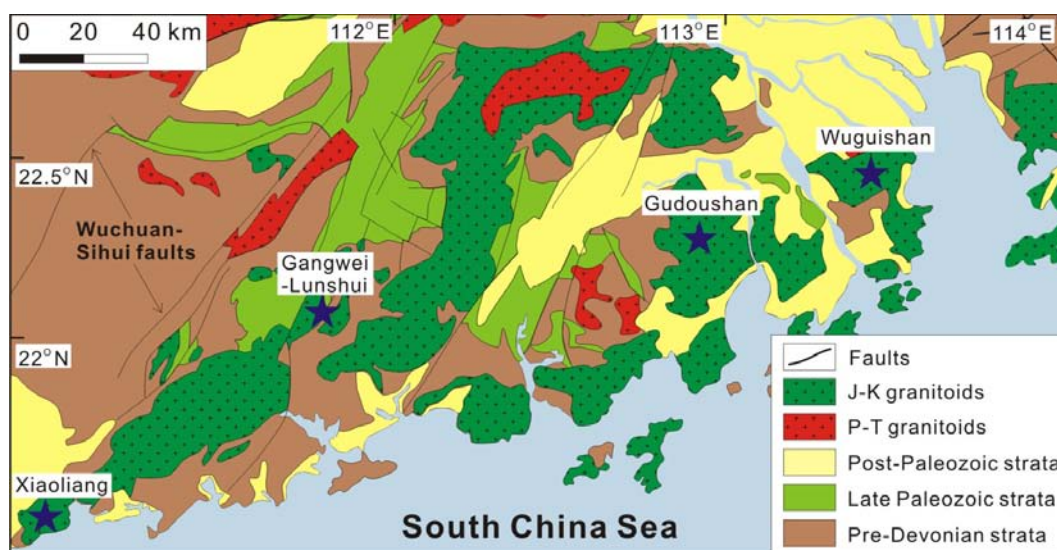 0 20 40 km
112°E
113°E
114°E
22.5°N
Wuguishan
Gudoushan
Wuchuan-
Sihui faults
Gangwei
-Lunshui
22°N
Xiaoliang
South China Sea
Faults
J-K granitoids
P-T granitoids
Post-Paleozoic strata
Late Paleozoic strata
Pre-Devonian strata